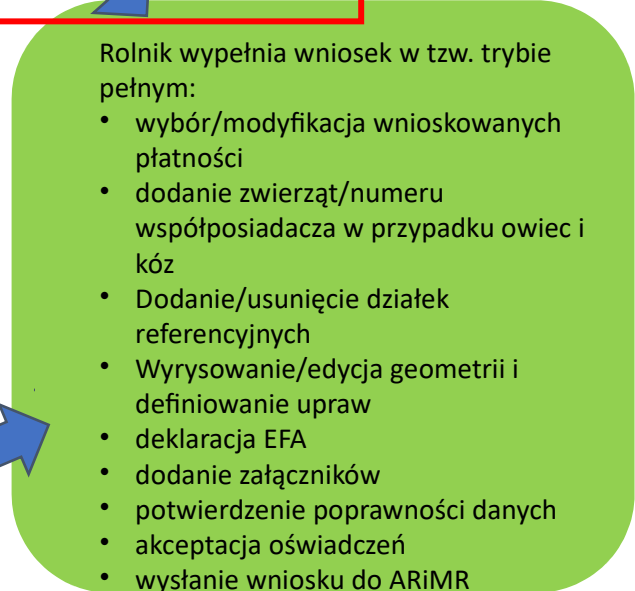 Rolnik wypełnia wniosek w tzw. trybie
pełnym:
• wybór/modyfikacja wnioskowanych
płatności
• dodanie zwierząt/numeru
współposiadacza w przypadku owiec i
kóz
• Dodanie/usunięcie działek
referencyjnych
• Wyrysowanie/edycja geometrii i
definiowanie upraw
• deklaracja EFA
• dodanie załączników
• potwierdzenie poprawności danych
• akceptacja oświadczeń
• wysłanie wniosku do ARiMR